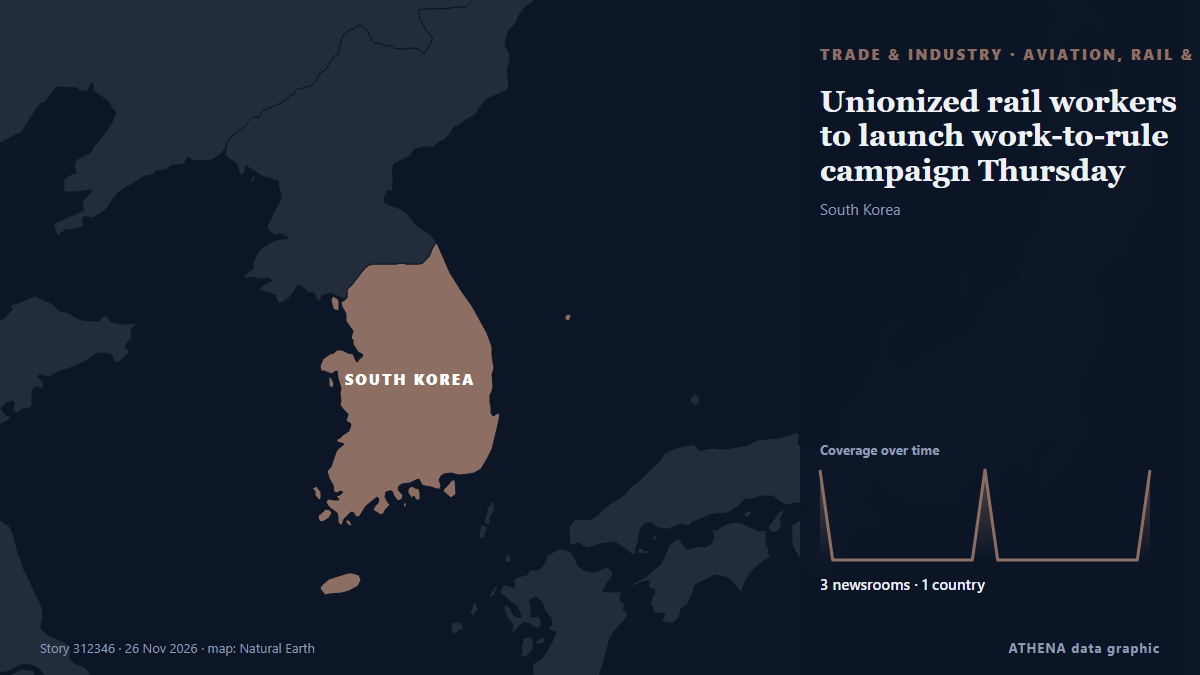 TRADE & INDUSTRY · AVIATION, RAIL &
Unionized rail workers
to launch work-to-rule
campaign Thursday
South Korea
SOUTH KOREA
Coverage over time
3 newsrooms · 1 country
Story 312346 · 26 Nov 2026 · map: Natural Earth
ATHENA data graphic